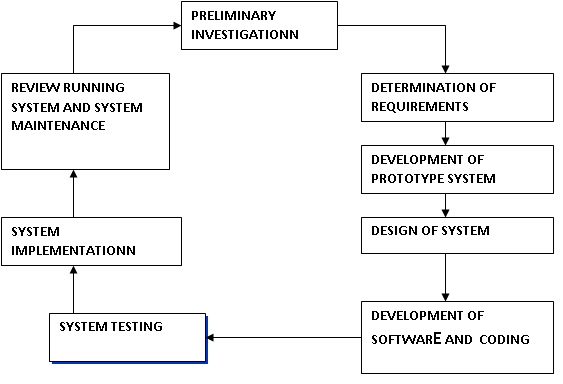 PRELIMINARY
INVESTIGATIONN
DETERMINATION OF
REQUIREMENTS
DEVELOPMENT OF
PROTOTYPE SYSTEM
DESIGN OF SYSTEM
DEVELOPMENT OF
SOFTWARE AND CODING
SYSTEM TESTING
SYSTEM
IMPLEMENTATIONN
REVIEW RUNNING
SYSTEM AND SYSTEM
MAINTENANCE